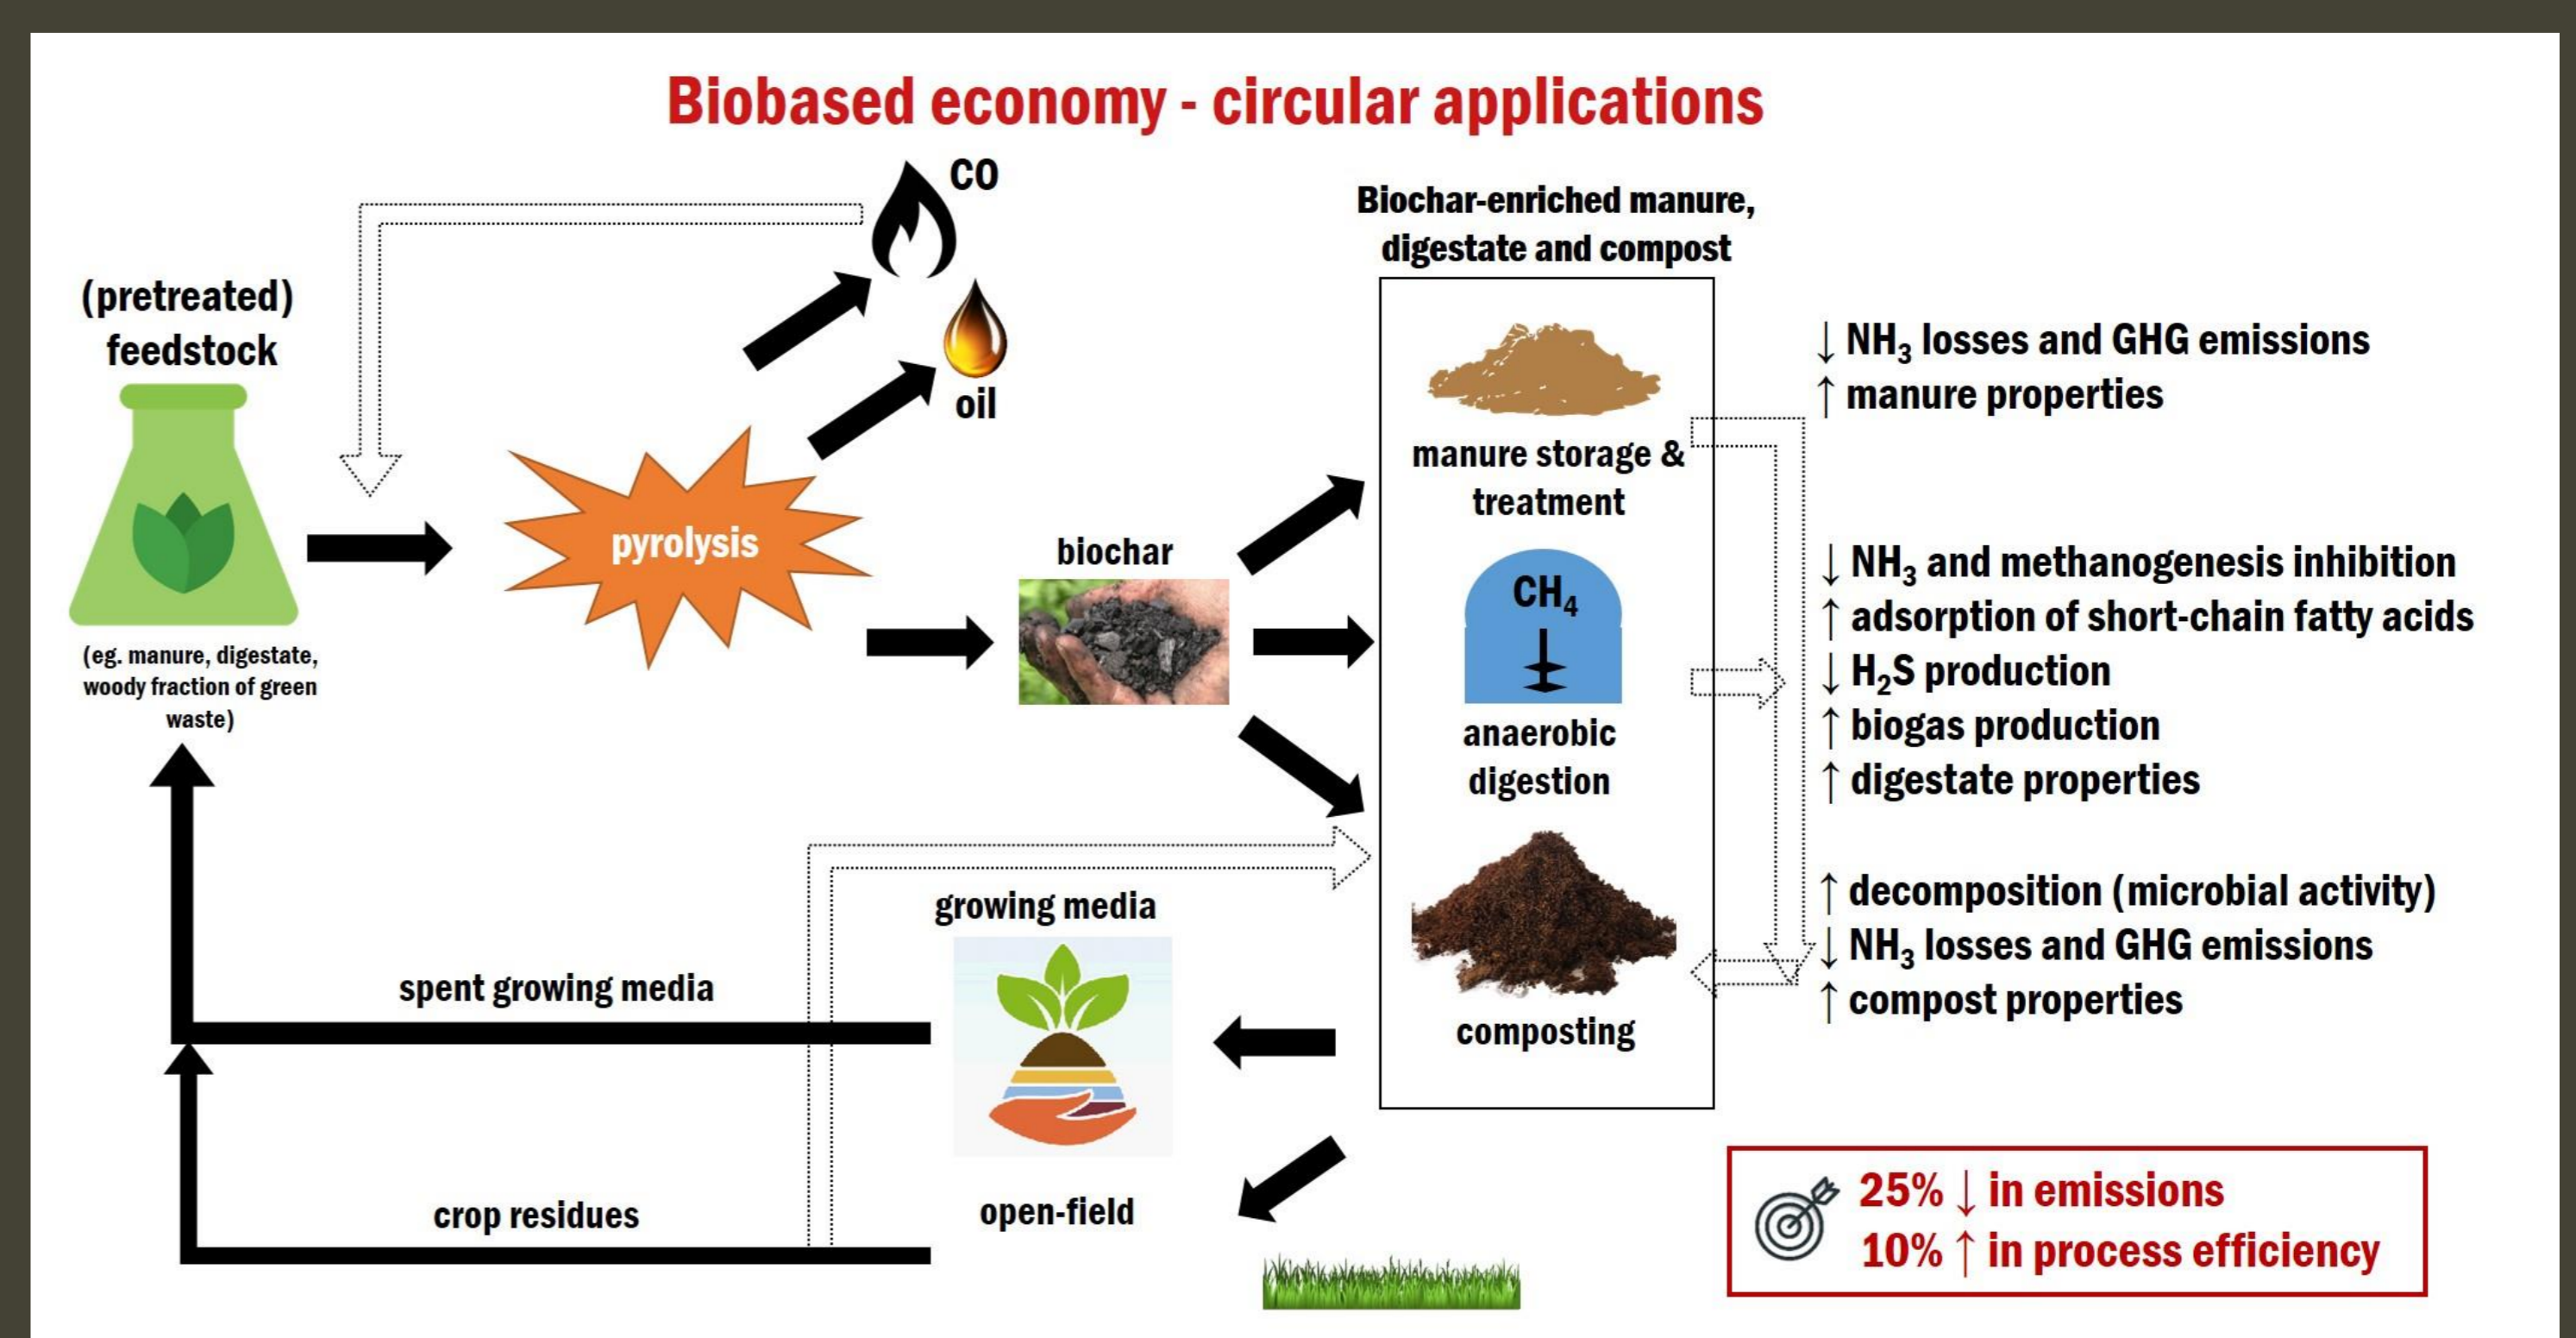 Biobased economy - circular applications
CO
oil
(pretreated)
feedstock
(eg. manure, digestate,
woody fraction of green
waste)
pyrolysis
biochar
Biochar-enriched manure,
digestate and compost
manure storage &
treatment
CH₄
anaerobic
digestion
composting
↓ NH₃ losses and GHG emissions
↑ manure properties
↓ NH₃ and methanogenesis inhibition
↑ adsorption of short-chain fatty acids
↓ H₂S production
↑ biogas production
↑ digestate properties
↑ decomposition (microbial activity)
↓ NH₃ losses and GHG emissions
↑ compost properties
growing media
spent growing media
open-field
crop residues
25% ↓ in emissions
10% ↑ in process efficiency